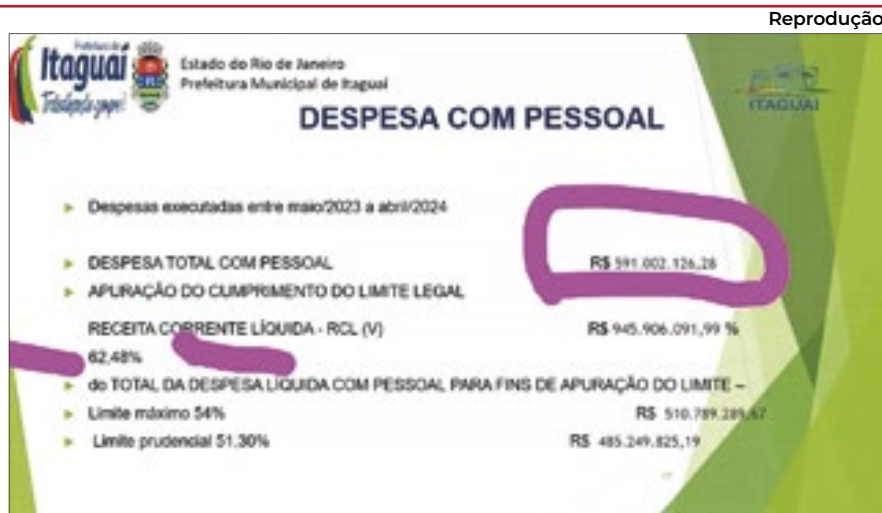 Reprodução
Prefeitura de
Itaguaí
Estado do Rio de Janeiro
Prefeitura Municipal de Itaguaí
ITAGUAÍ
DESPESA COM PESSOAL
Despesas executadas entre maio/2023 a abril/2024
DESPESA TOTAL COM PESSOAL R$ 591.002.126,28
APURAÇÃO DO CUMPRIMENTO DO LIMITE LEGAL
RECEITA CORRENTE LÍQUIDA - RCL (V) R$ 945.906.091,99 %
62,48%
do TOTAL DA DESPESA LÍQUIDA COM PESSOAL PARA FINS DE APURAÇÃO DO LIMITE –
Limite máximo 54% R$ 510.789.289,67
Limite prudencial 51,30% R$ 485.249.825,19